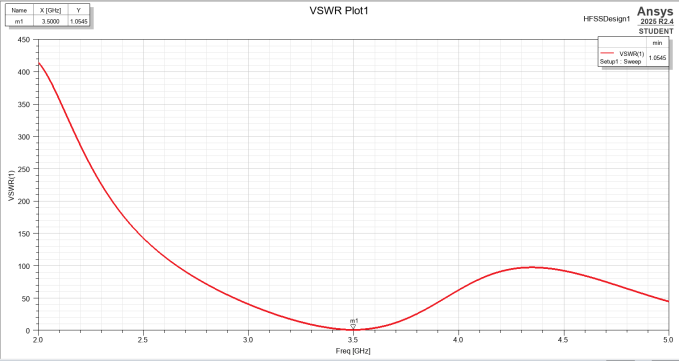 VSWR Plot1
HFSSDesign1
Ansys
2025 R2.4
STUDENT
Name X [GHz] Y
m1 3.5000 1.0545
min
VSWR(1) 1.0545
Setup1 : Sweep
450
400
350
300
250
200
150
100
50
0
VSWR(1)
m1
2.0 2.5 3.0 3.5 4.0 4.5 5.0
Freq [GHz]